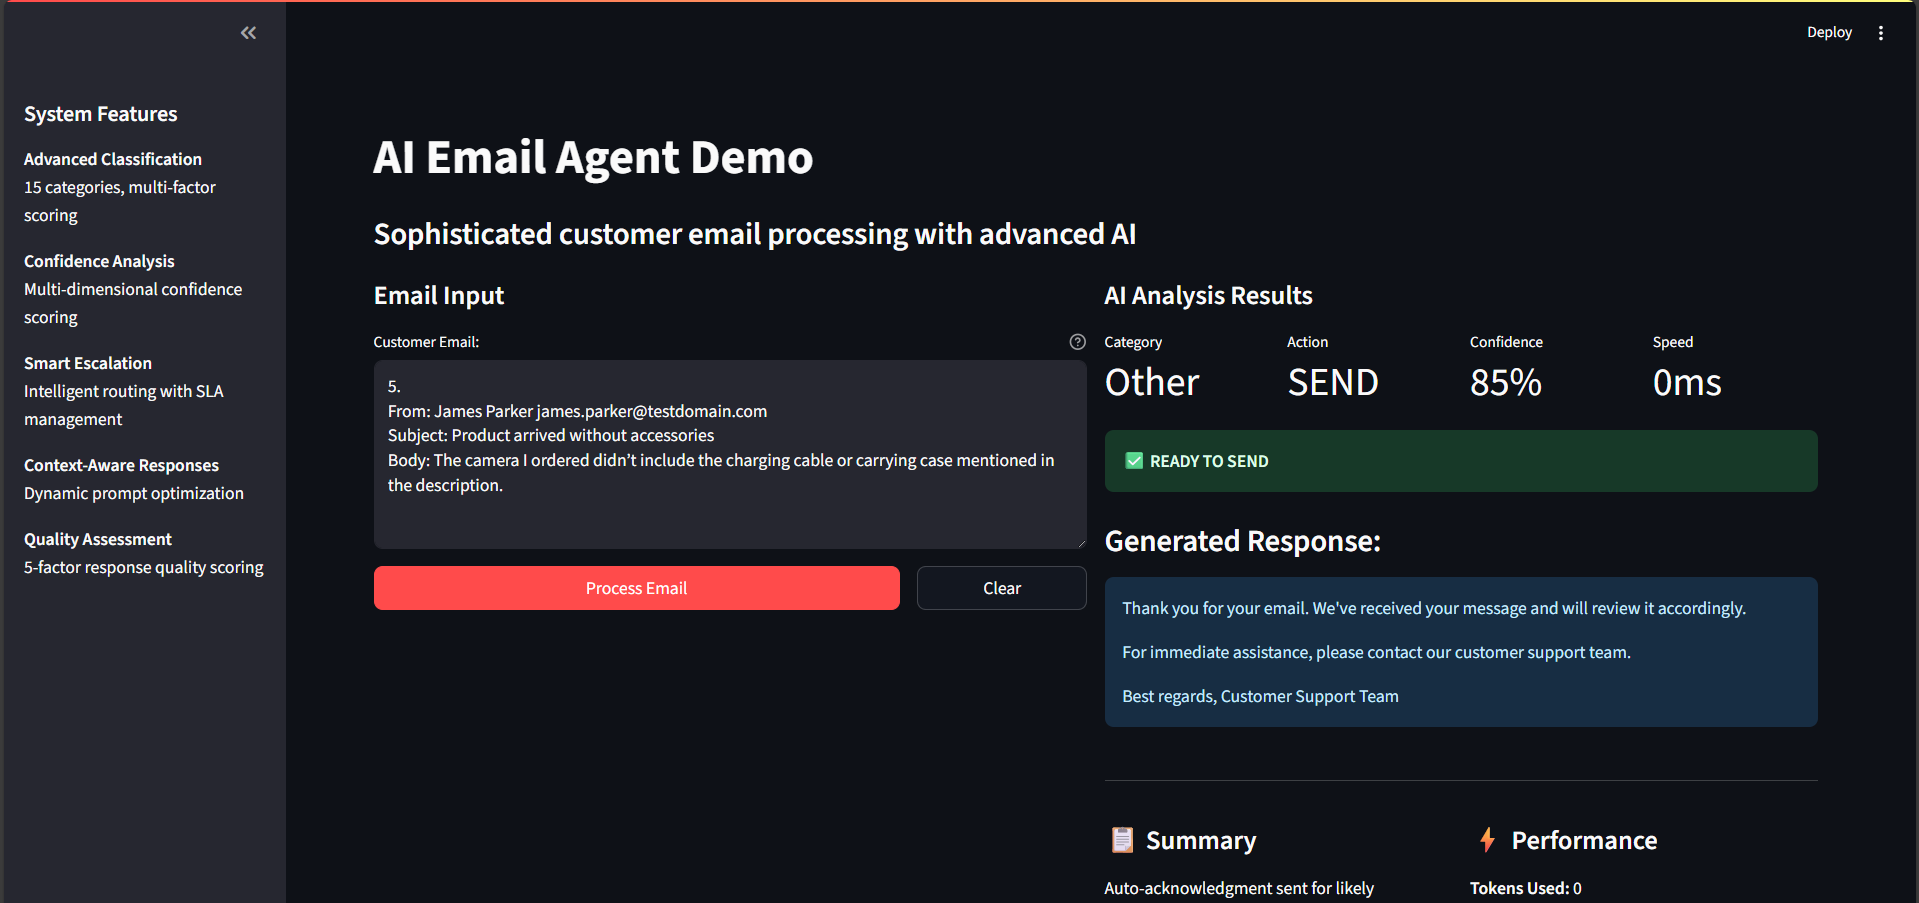 Deploy
System Features
Advanced Classification
15 categories, multi-factor
scoring
Confidence Analysis
Multi-dimensional confidence
scoring
Smart Escalation
Intelligent routing with SLA
management
Context-Aware Responses
Dynamic prompt optimization
Quality Assessment
5-factor response quality scoring
AI Email Agent Demo
Sophisticated customer email processing with advanced AI
Email Input
Customer Email:
5.
From: James Parker james.parker@testdomain.com
Subject: Product arrived without accessories
Body: The camera I ordered didn’t include the charging cable or carrying case mentioned in
the description.
Process Email
Clear
AI Analysis Results
Category
Other
Action
SEND
Confidence
85%
Speed
0ms
READY TO SEND
Generated Response:
Thank you for your email. We've received your message and will review it accordingly.
For immediate assistance, please contact our customer support team.
Best regards, Customer Support Team
Summary
Auto-acknowledgment sent for likely
Performance
Tokens Used: 0